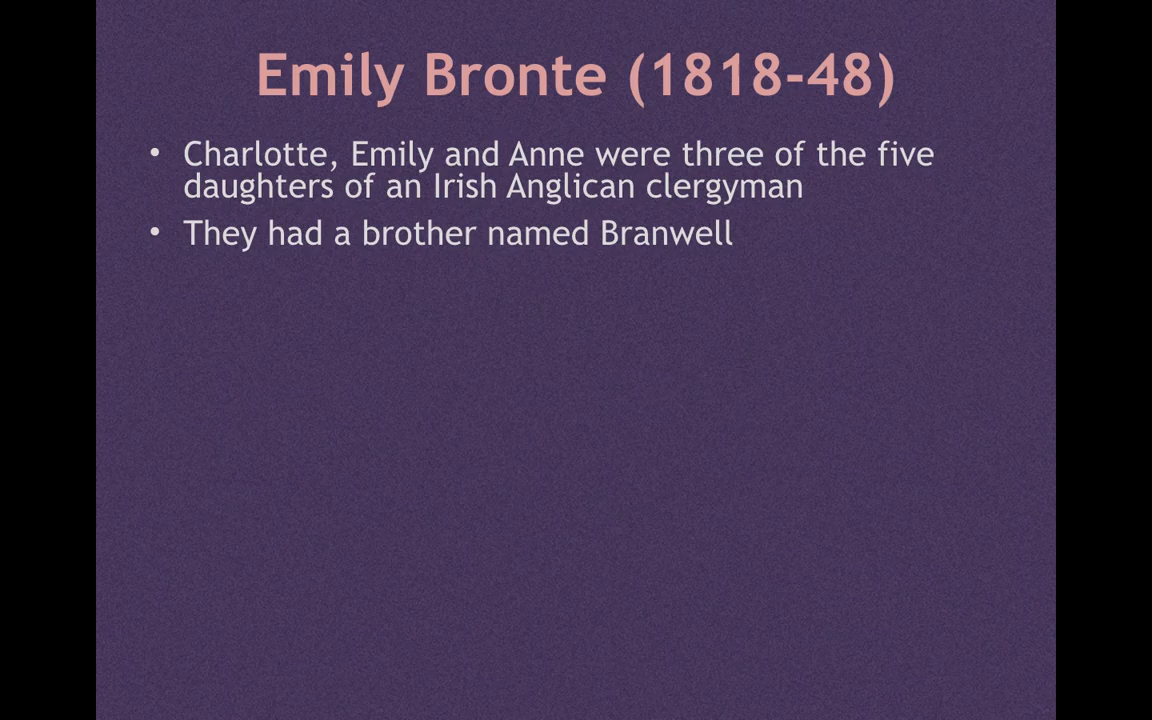 Emily Bronte (1818-48)
• Charlotte, Emily and Anne were three of the five
daughters of an Irish Anglican clergyman
• They had a brother named Branwell